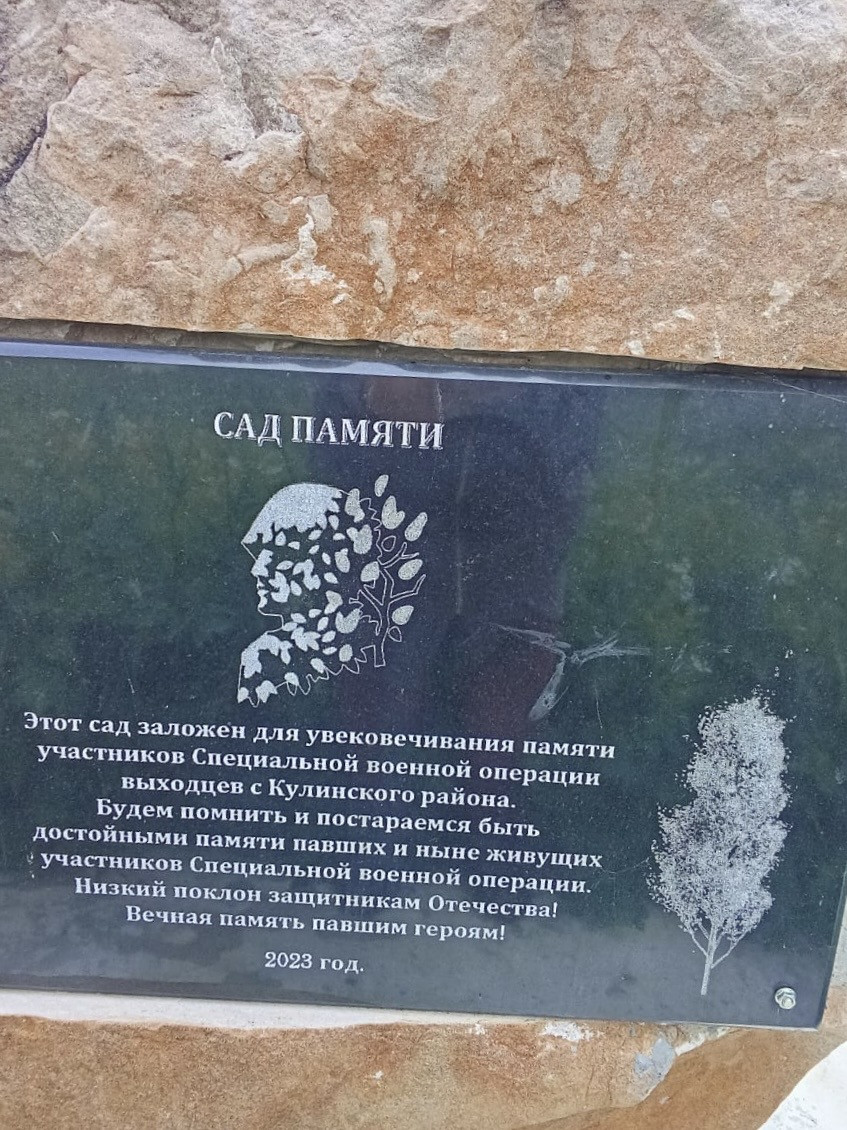 САД ПАМЯТИ
Этот сад заложен для увековечивания памяти
участников Специальной военной операции
выходцев с Кулинского района.
Будем помнить и постараемся быть
достойными памяти павших и ныне живущих
участников Специальной военной операции.
Низкий поклон защитникам Отечества!
Вечная память павшим героям!
2023 год.